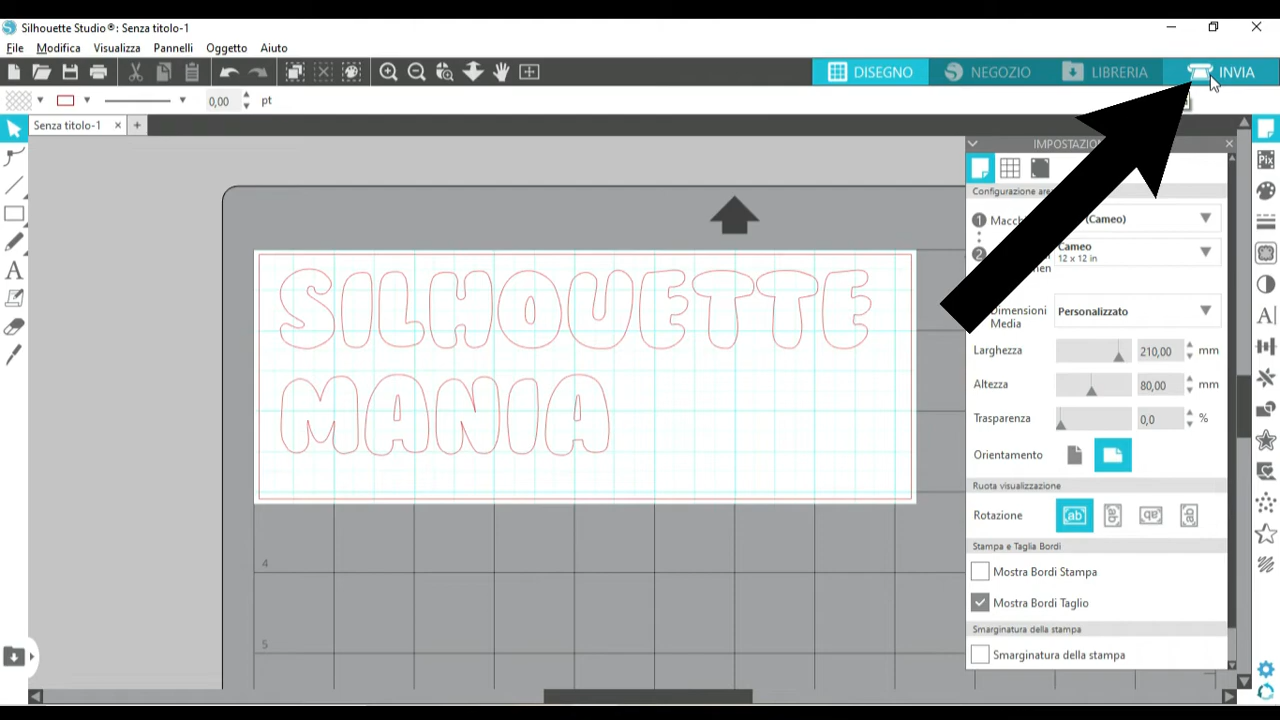 Silhouette Studio®: Senza titolo-1
File Modifica Visualizza Pannelli Oggetto Aiuto
DISEGNO NEGOZIO LIBRERIA INVIA
0,00 pt
Senza titolo-1
Configurazione
(Cameo)
Cameo
12 x 12 in
Dimensioni
Media
Personalizzato
Larghezza 210,00 mm
Altezza 80,00 mm
Trasparenza 0,0 %
Orientamento
Ruota visualizzazione
Rotazione
Stampa e Taglia Bordi
Mostra Bordi Stampa
Mostra Bordi Taglio
Smarginatura della stampa
Smarginatura della stampa
SILHOUETTE
MANIA
4
5
Pix